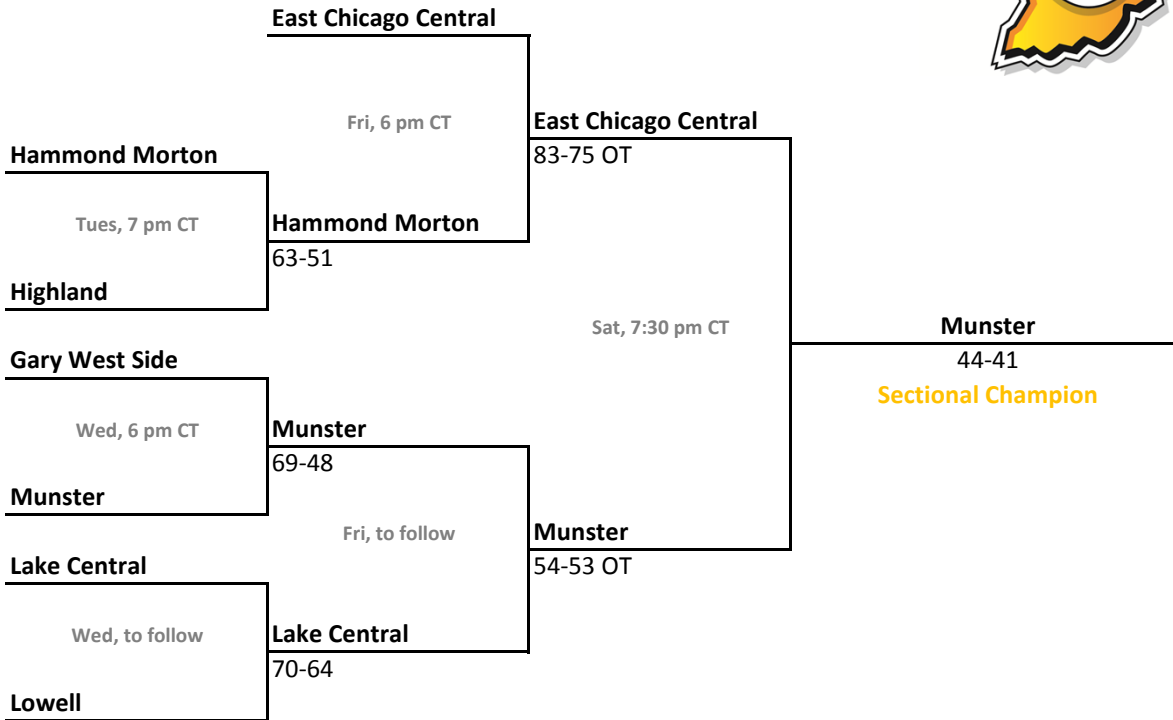 East Chicago Central
Fri, 6 pm CT
East Chicago Central
Hammond Morton
83-75 OT
Tues, 7 pm CT
Hammond Morton
63-51
Highland
Sat, 7:30 pm CT
Munster
Gary West Side
44-41
Sectional Champion
Wed, 6 pm CT
Munster
69-48
Munster
Fri, to follow
Munster
Lake Central
54-53 OT
Wed, to follow
Lake Central
70-64
Lowell